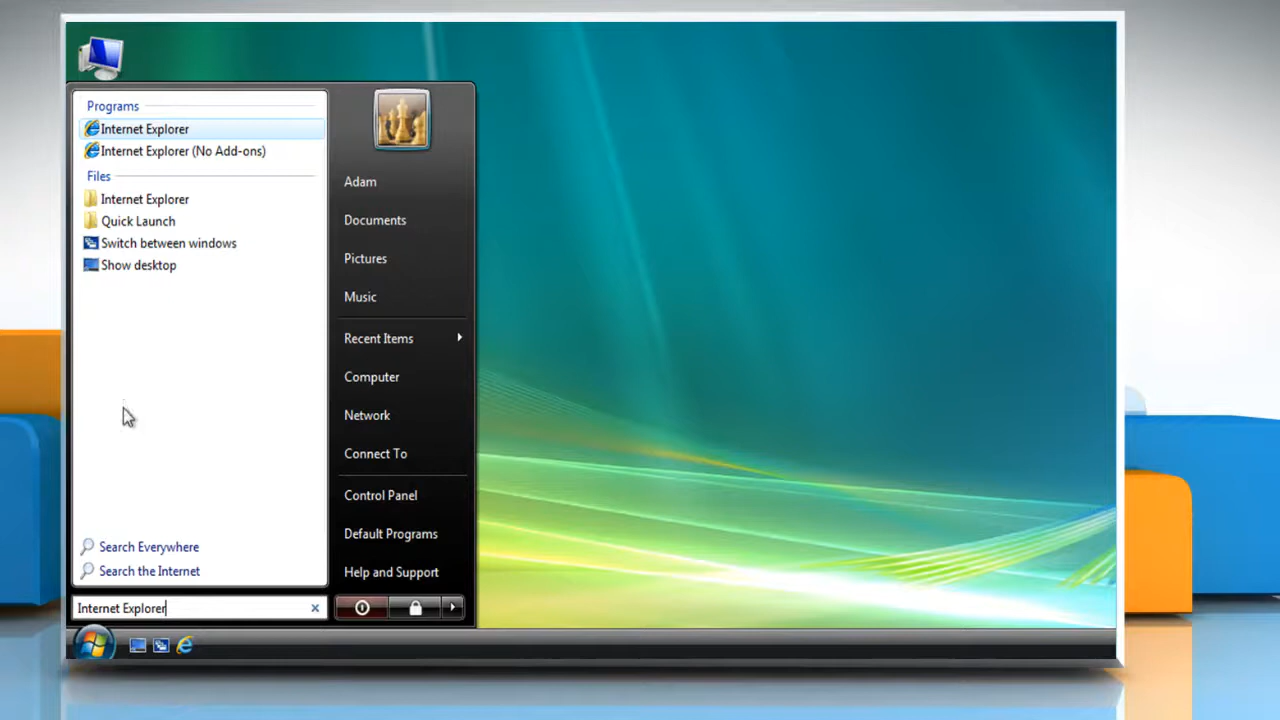 Programs
Internet Explorer
Internet Explorer (No Add-ons)
Files
Internet Explorer
Quick Launch
Switch between windows
Show desktop
Search Everywhere
Search the Internet
Internet Explorer
Adam
Documents
Pictures
Music
Recent Items
Computer
Network
Connect To
Control Panel
Default Programs
Help and Support